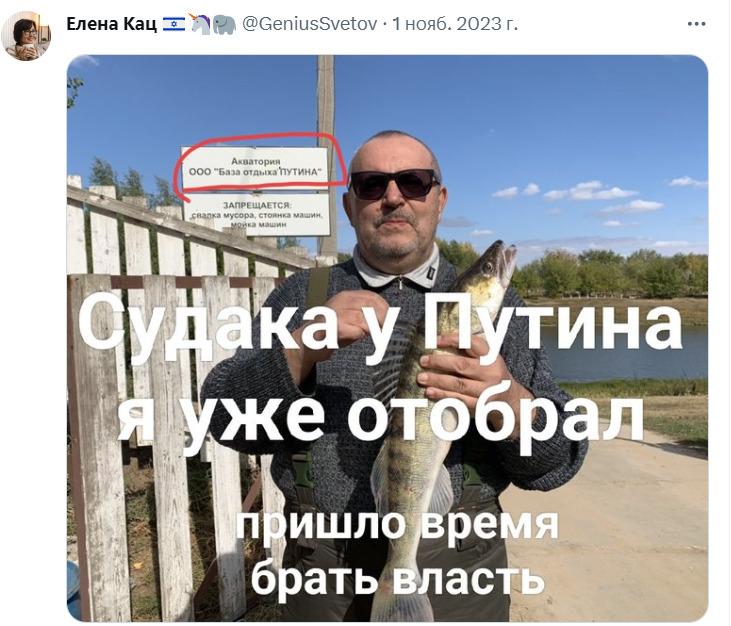 Елена Кац 🇮🇱🦄🐘 @GeniusSvetov · 1 нояб. 2023 г.
Акватория
ООО "База отдыха ПУТИНА"
ЗАПРЕЩАЕТСЯ:
свалка мусора, стоянка машин,
мойка машин
Судака у Путина
я уже отобрал
пришло время
брать власть